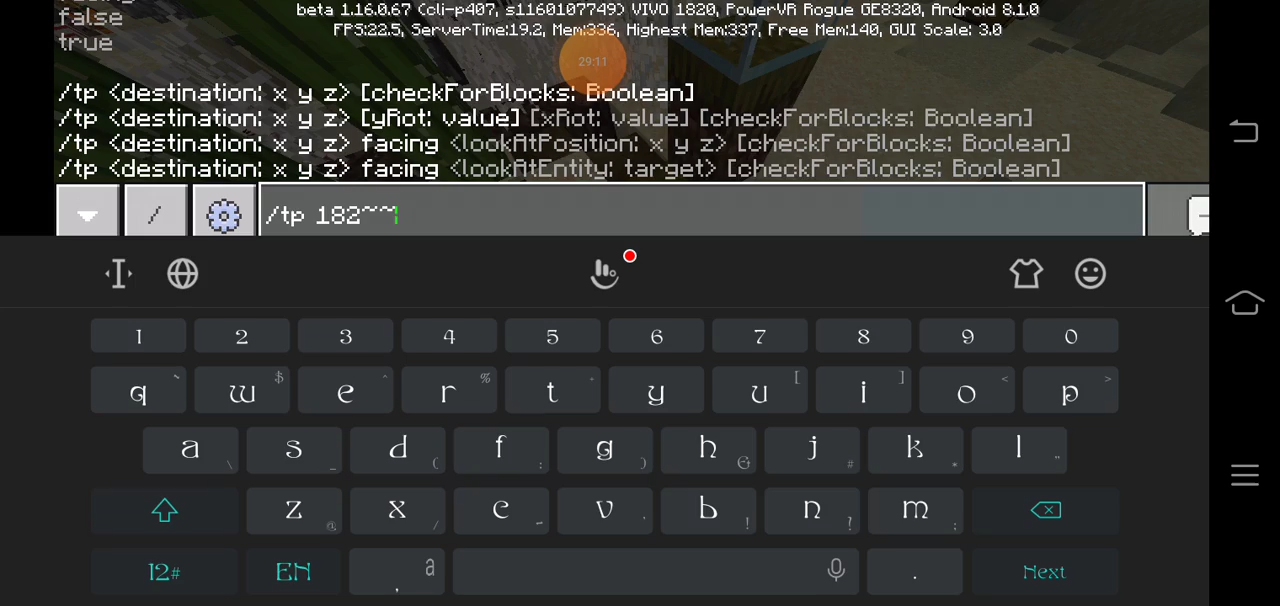 beta 1.16.0.67 (cli-p407, s1160107749) VIVO 1820, PowerVR Rogue GE8320, Android 8.1.0
false
FPS:22.5, ServerTime:19.2, Mem:336, Highest Mem:337, Free Mem:140, GUI Scale: 3.0
true
29:11
/tp <destination: x y z> [checkForBlocks: Boolean]
/tp <destination: x y z> [yRot: value] [xRot: value] [checkForBlocks: Boolean]
/tp <destination: x y z> facing <lookAtPosition: x y z> [checkForBlocks: Boolean]
/tp <destination: x y z> facing <lookAtEntity: target> [checkForBlocks: Boolean]
/ /tp 182~~
1 2 3 4 5 6 7 8 9 0
q ~ w $ e ^ r % t y u [ i ] o < p >
a \ s _ d ( f : g ) h & j # k * l "
z @ x / c - v ' b ! n ? m ;
12# EN , a . Next